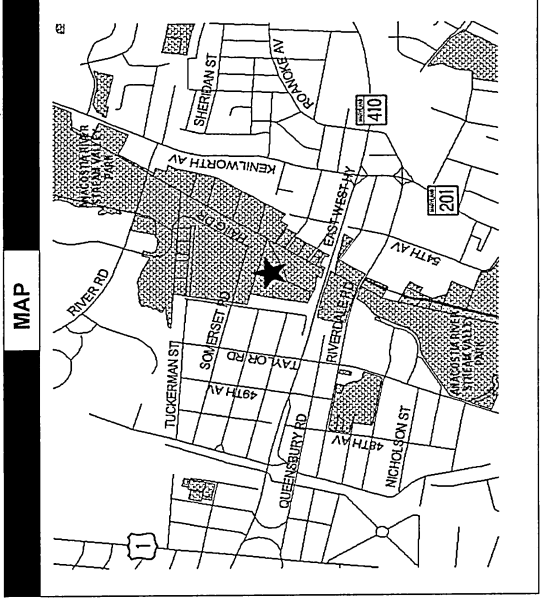 MAP
SHERIDAN ST
ROANOKE AV
ANACOSTIA RIVER
STREAM VALLEY
PARK
KENILWORTH AV
MARYLAND
410
RIVER RD
TAYLOR
EAST WEST HY
MARYLAND
201
54TH AV
TUCKERMAN ST
SOMERSET RD
TAYLOR RD
RIVERDALE RD
49TH AV
ANACOSTIA RIVER
STREAM VALLEY
PARK
QUEENSBURY RD
48TH AV
NICHOLSON ST
1